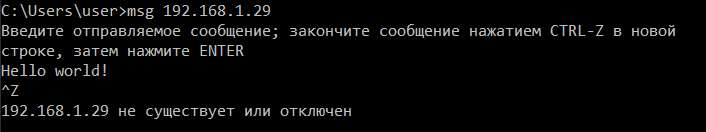 C:\Users\user>msg 192.168.1.29
Введите отправляемое сообщение; закончите сообщение нажатием CTRL-Z в новой
строке, затем нажмите ENTER
Hello world!
^Z
192.168.1.29 не существует или отключен